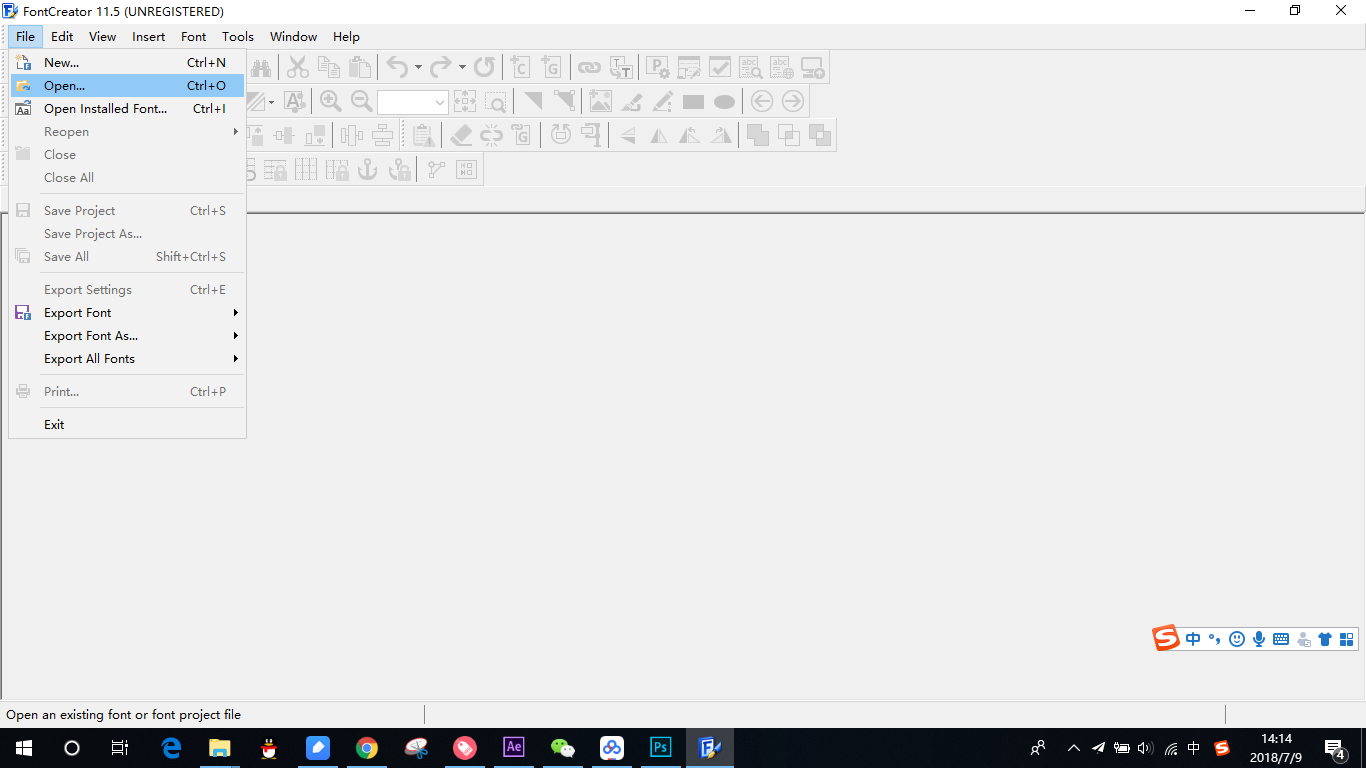 FontCreator 11.5 (UNREGISTERED)
File Edit View Insert Font Tools Window Help
New... Ctrl+N
Open... Ctrl+O
Open Installed Font... Ctrl+I
Reopen
Close
Close All
Save Project Ctrl+S
Save Project As...
Save All Shift+Ctrl+S
Export Settings Ctrl+E
Export Font
Export Font As...
Export All Fonts
Print... Ctrl+P
Exit
中
Open an existing font or font project file
Ae
Ps
中
14:14
2018/7/9
4